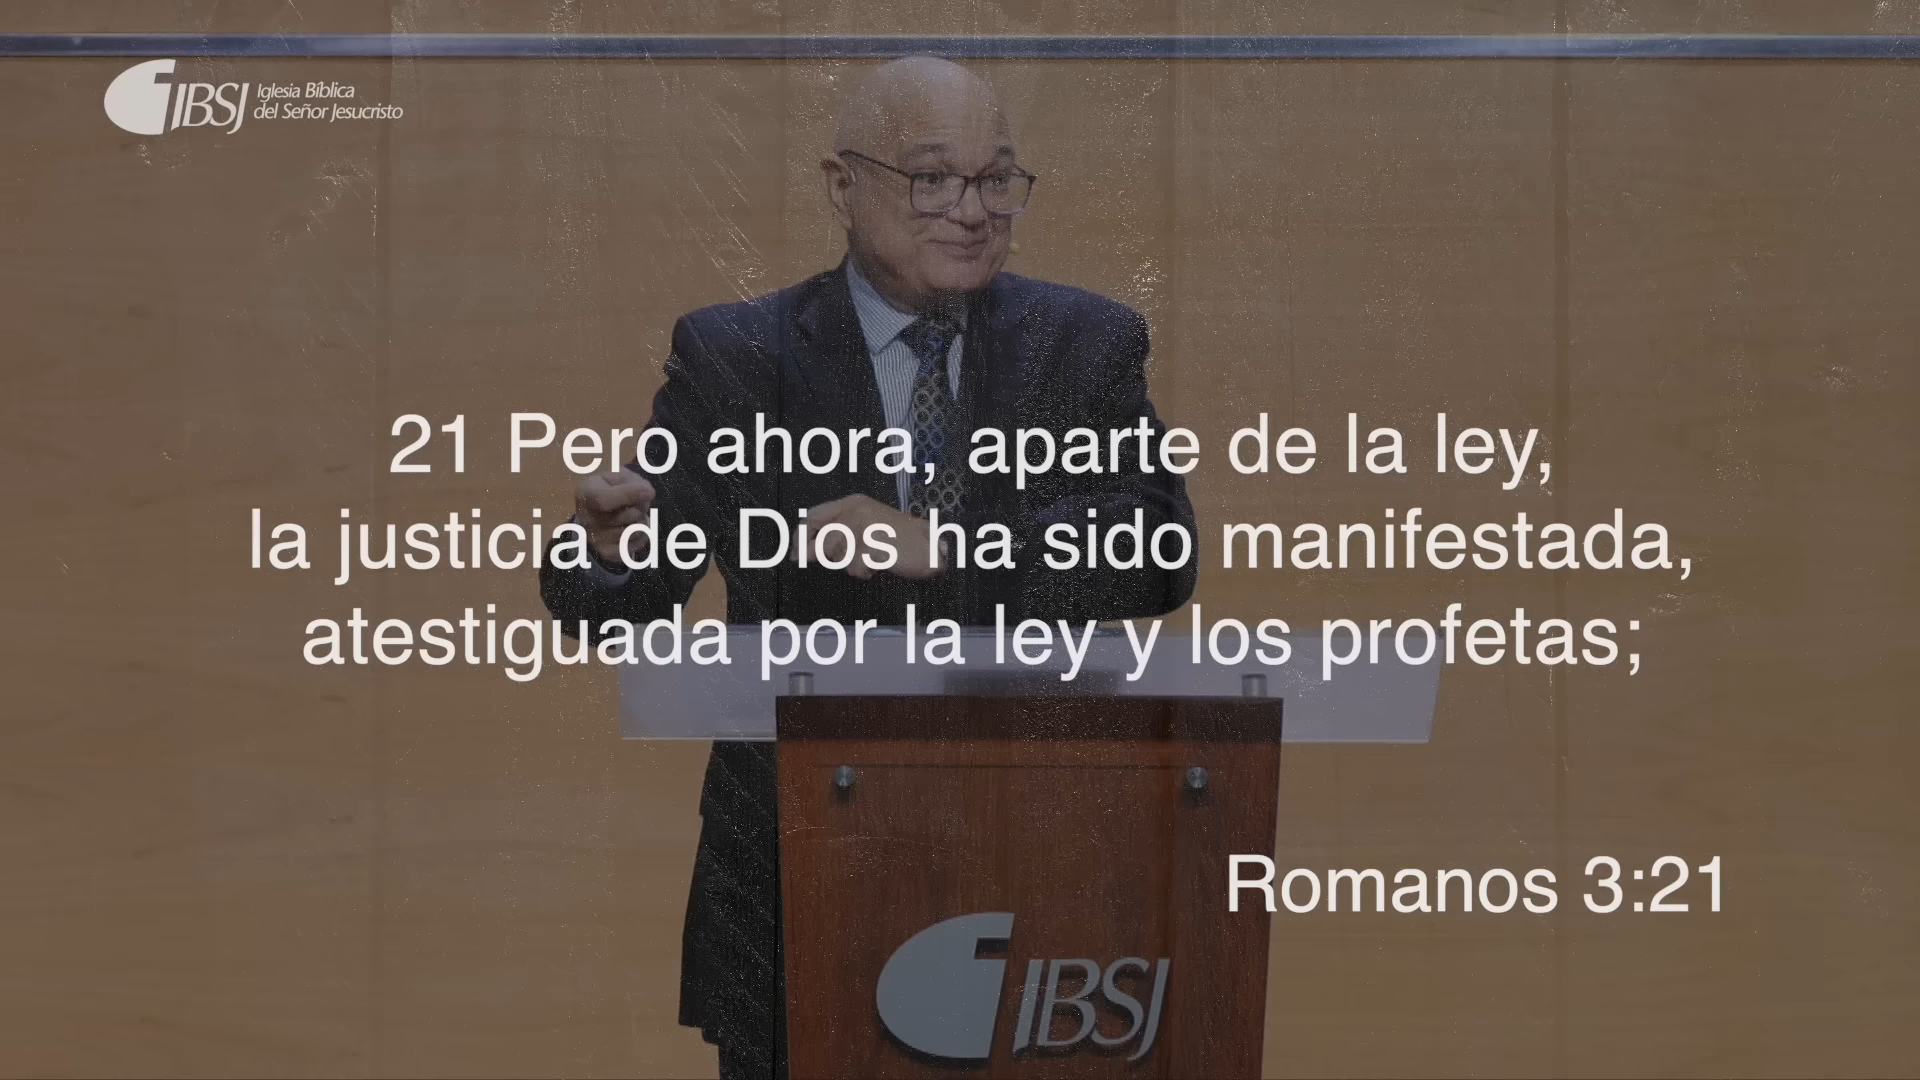 IBSJ Iglesia Bíblica
del Señor Jesucristo
21 Pero ahora, aparte de la ley,
la justicia de Dios ha sido manifestada,
atestiguada por la ley y los profetas;
Romanos 3:21
IBSJ